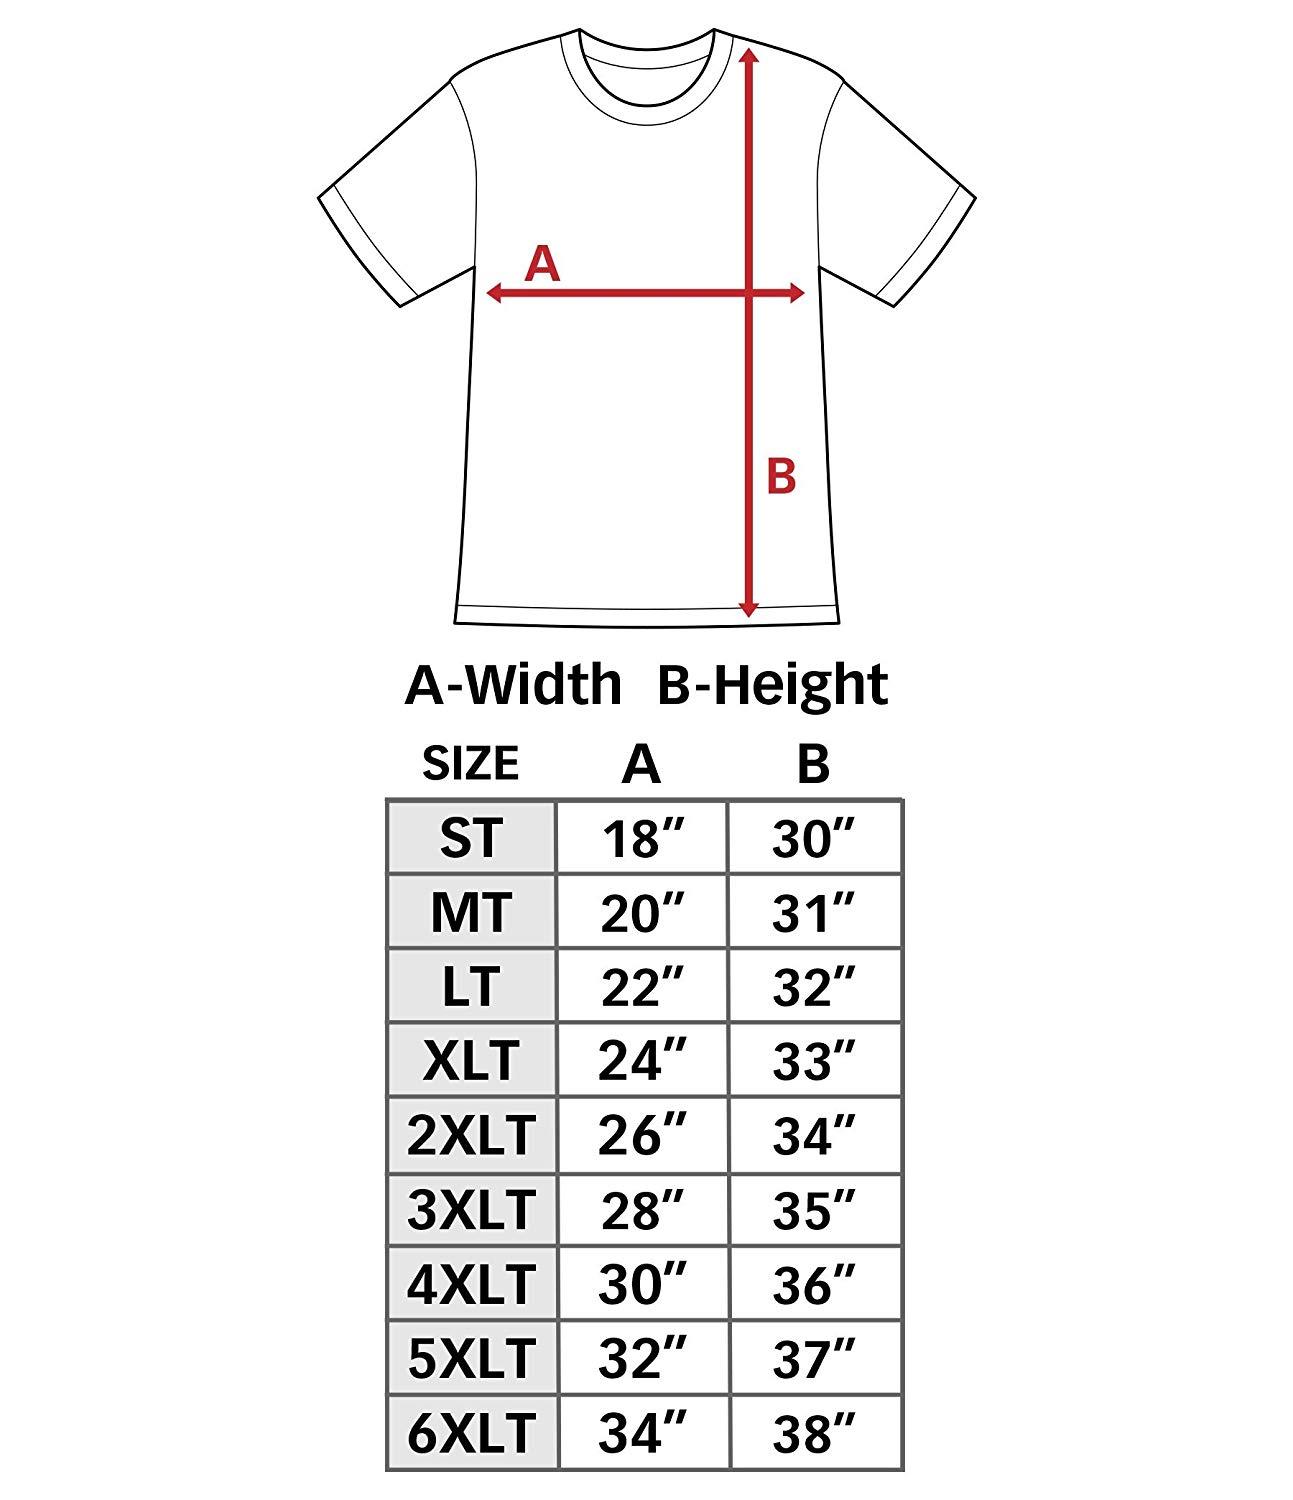 A
B
A-Width B-Height
SIZE A B
ST 18″ 30″
MT 20″ 31″
LT 22″ 32″
XLT 24″ 33″
2XLT 26″ 34″
3XLT 28″ 35″
4XLT 30″ 36″
5XLT 32″ 37″
6XLT 34″ 38″